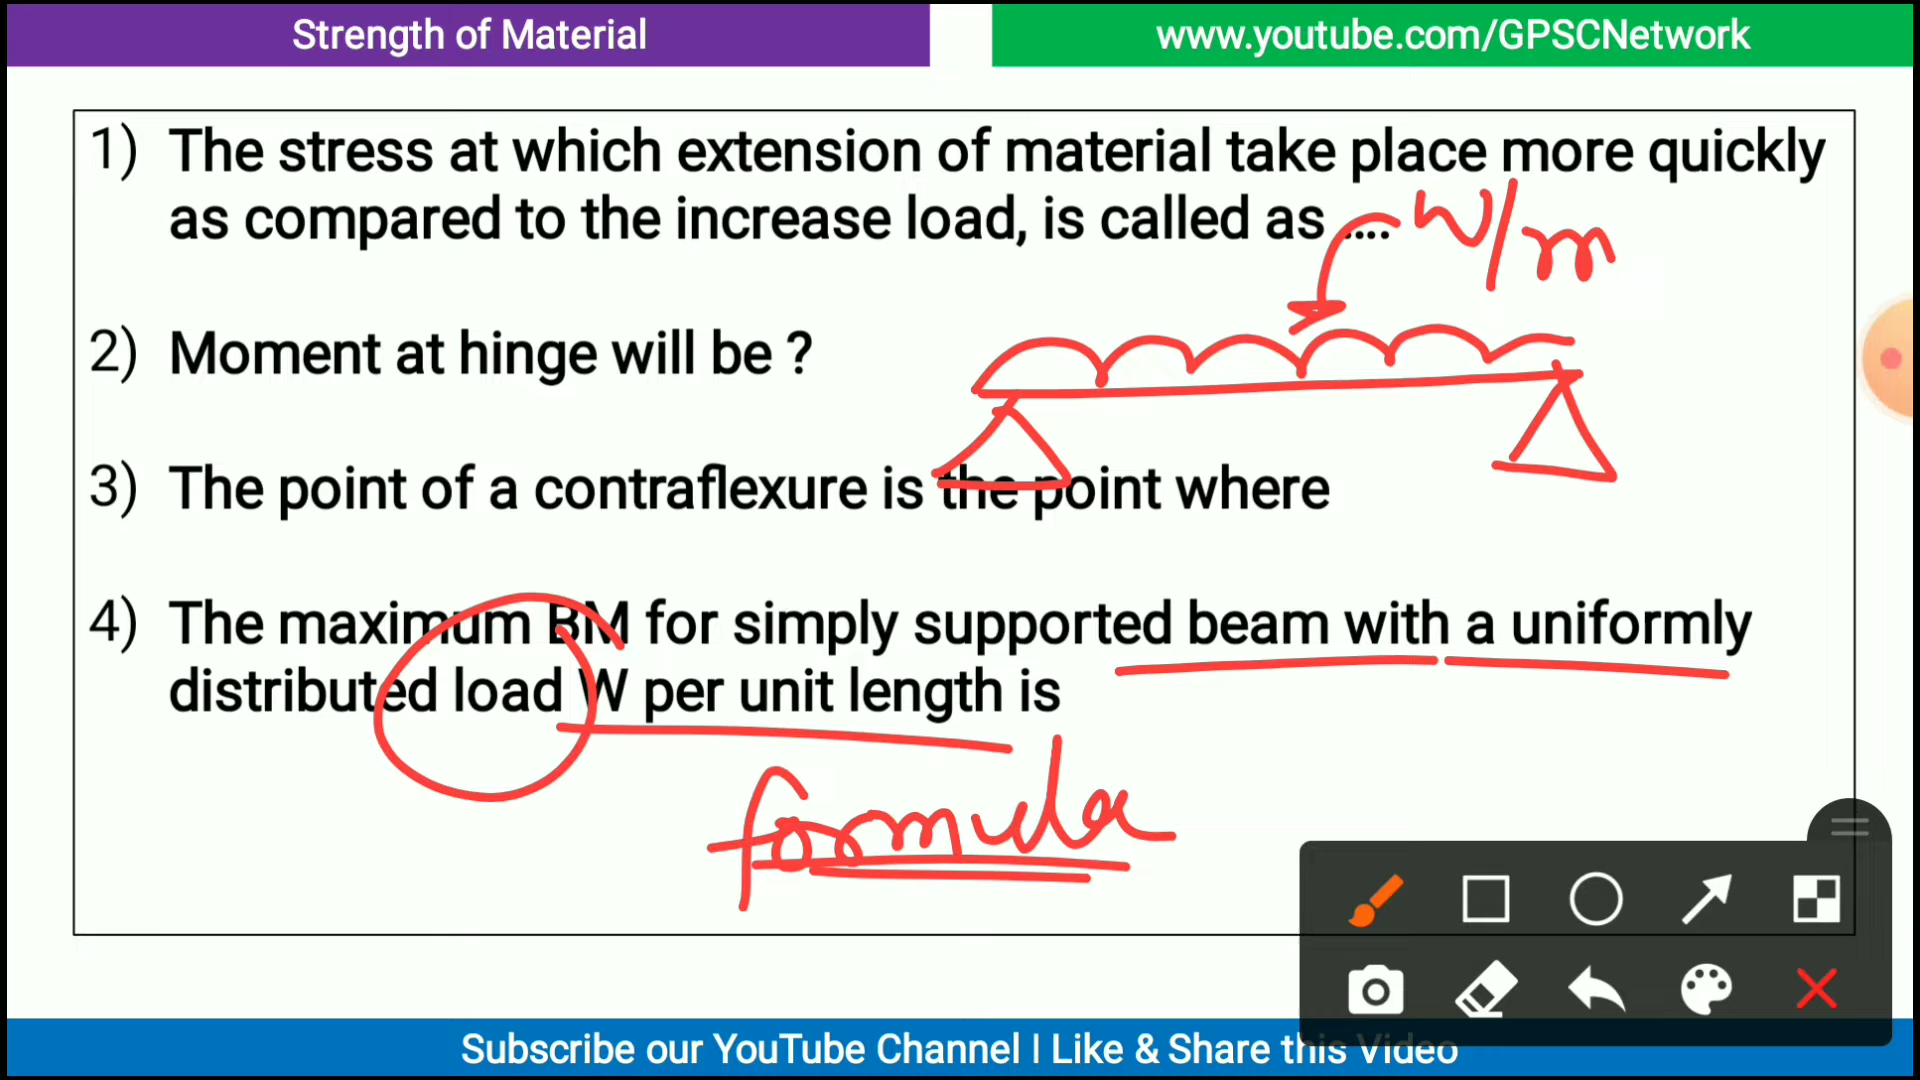 Strength of Material
www.youtube.com/GPSCNetwork
1) The stress at which extension of material take place more quickly
as compared to the increase load, is called as ....
W/m
2) Moment at hinge will be ?
3) The point of a contraflexure is the point where
4) The maximum BM for simply supported beam with a uniformly
distributed load W per unit length is
formula
Subscribe our YouTube Channel | Like & Share this Video